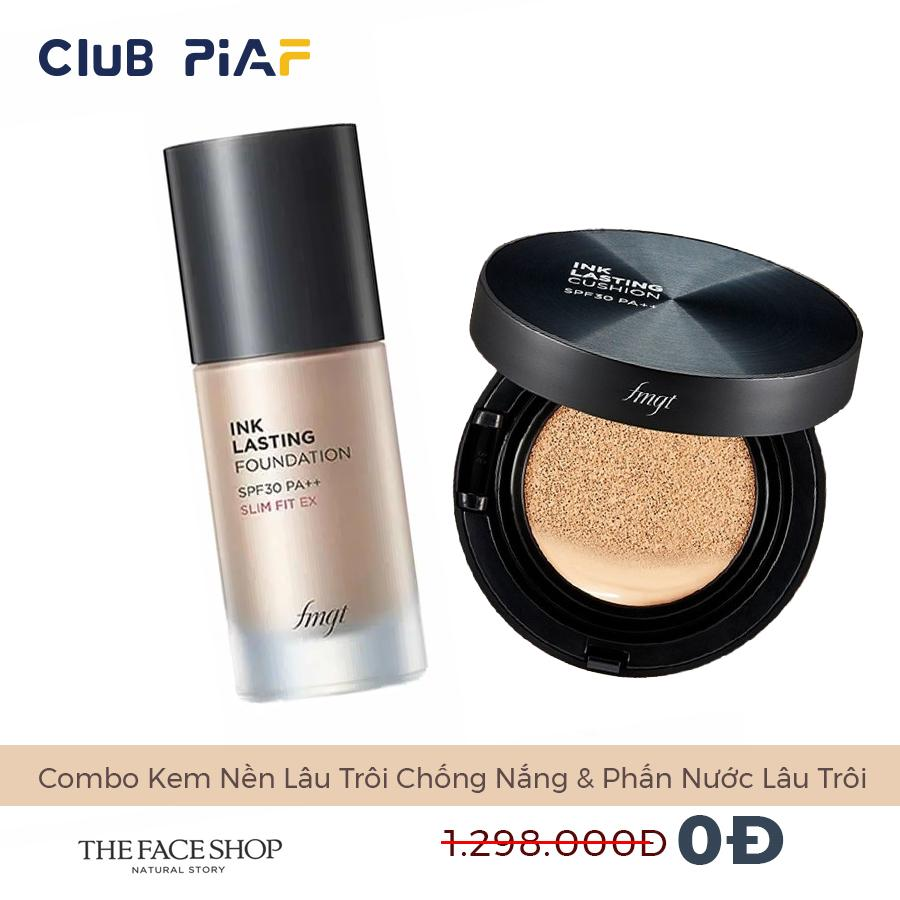 CluB PiAF
INK
LASTING
FOUNDATION
SPF30 PA++
SLIM FIT EX
fmgt
INK
LASTING
CUSHION
SPF30 PA++
fmgt
Combo Kem Nền Lâu Trôi Chống Nắng & Phấn Nước Lâu Trôi
THE FACE SHOP
NATURAL STORY
1.298.000Đ 0Đ